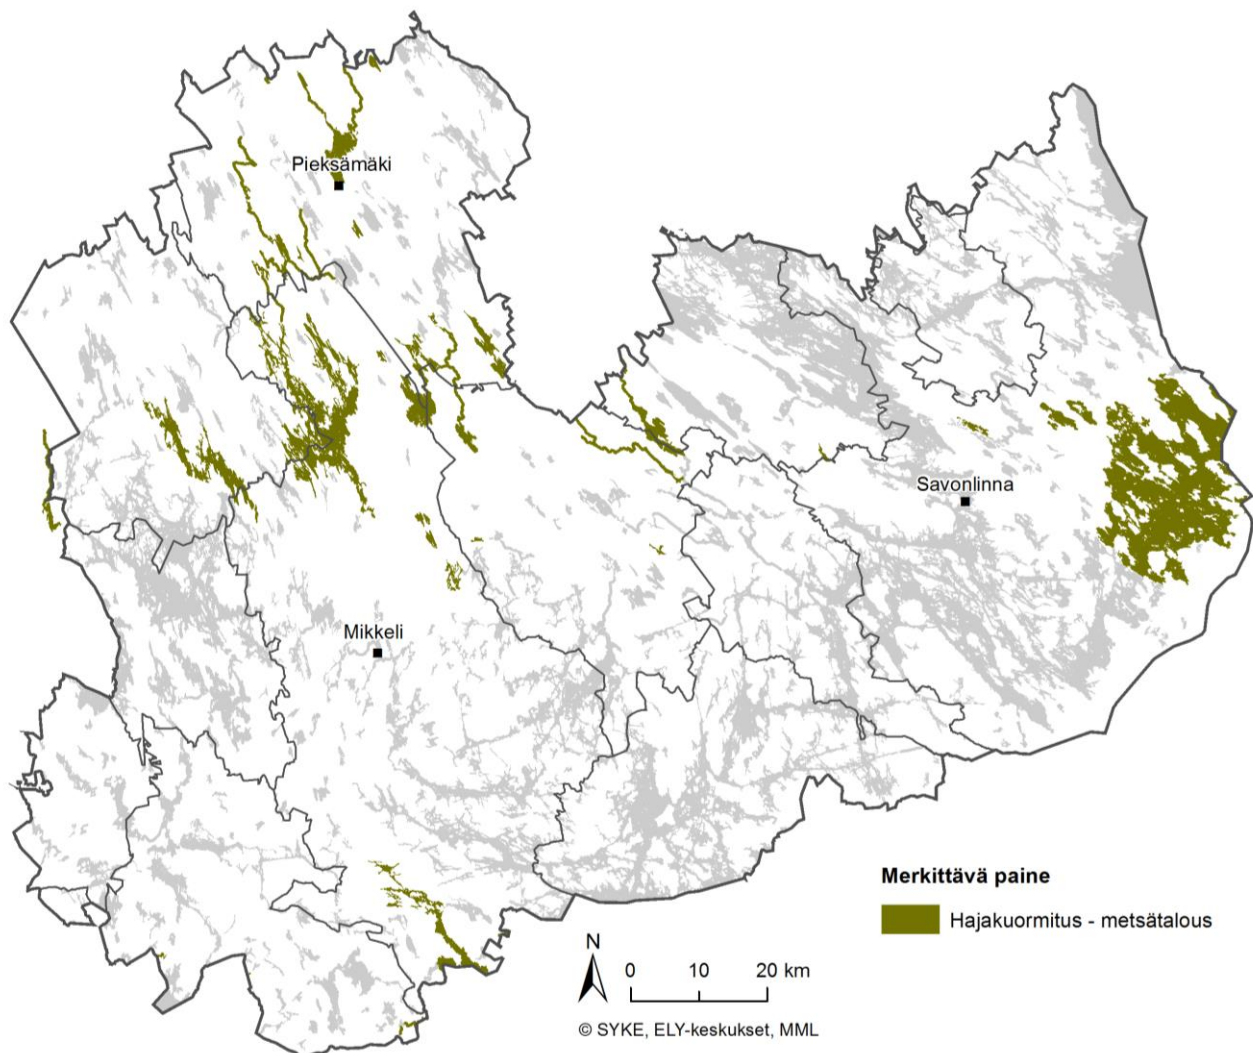 Pieksämäki
Savonlinna
Mikkeli
Merkittävä paine
Hajakuormitus - metsätalous
N
0 10 20 km
© SYKE, ELY-keskukset, MML